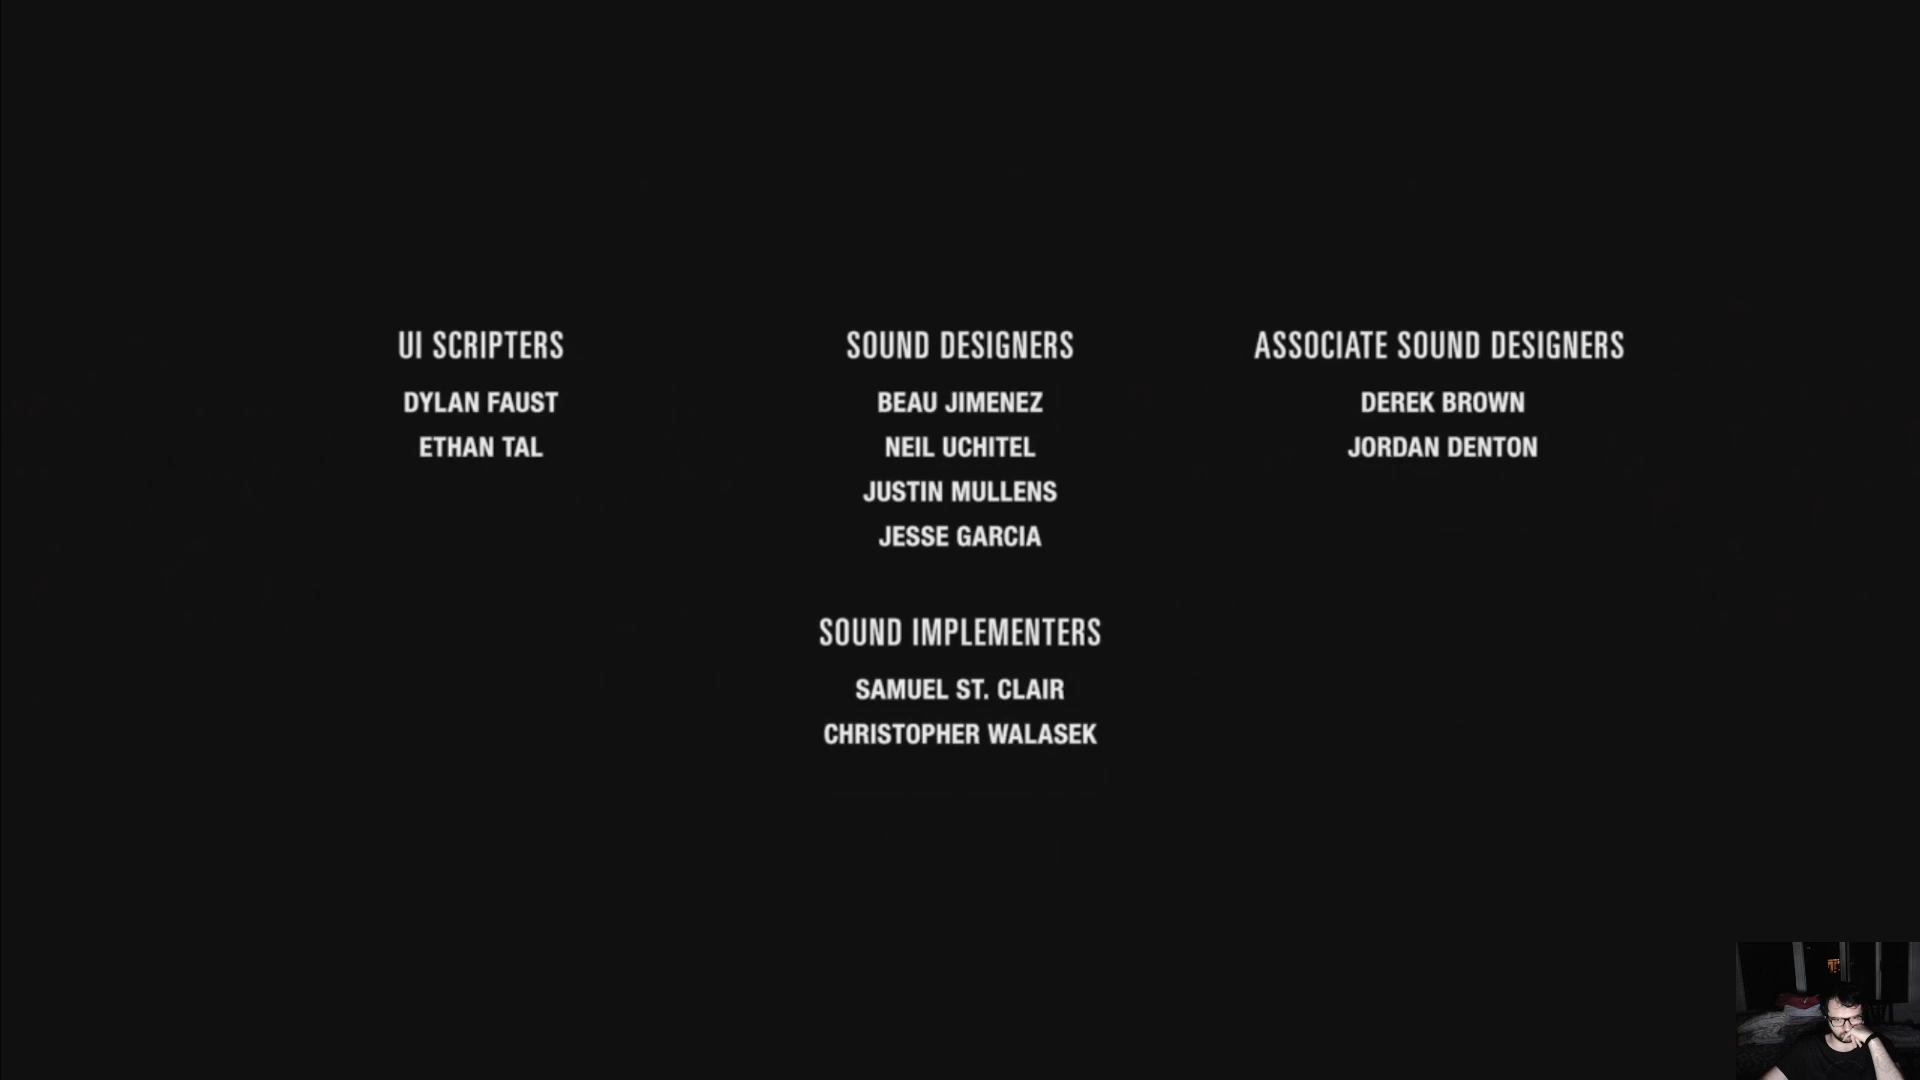 UI SCRIPTERS
DYLAN FAUST
ETHAN TAL
SOUND DESIGNERS
BEAU JIMENEZ
NEIL UCHITEL
JUSTIN MULLENS
JESSE GARCIA
SOUND IMPLEMENTERS
SAMUEL ST. CLAIR
CHRISTOPHER WALASEK
ASSOCIATE SOUND DESIGNERS
DEREK BROWN
JORDAN DENTON